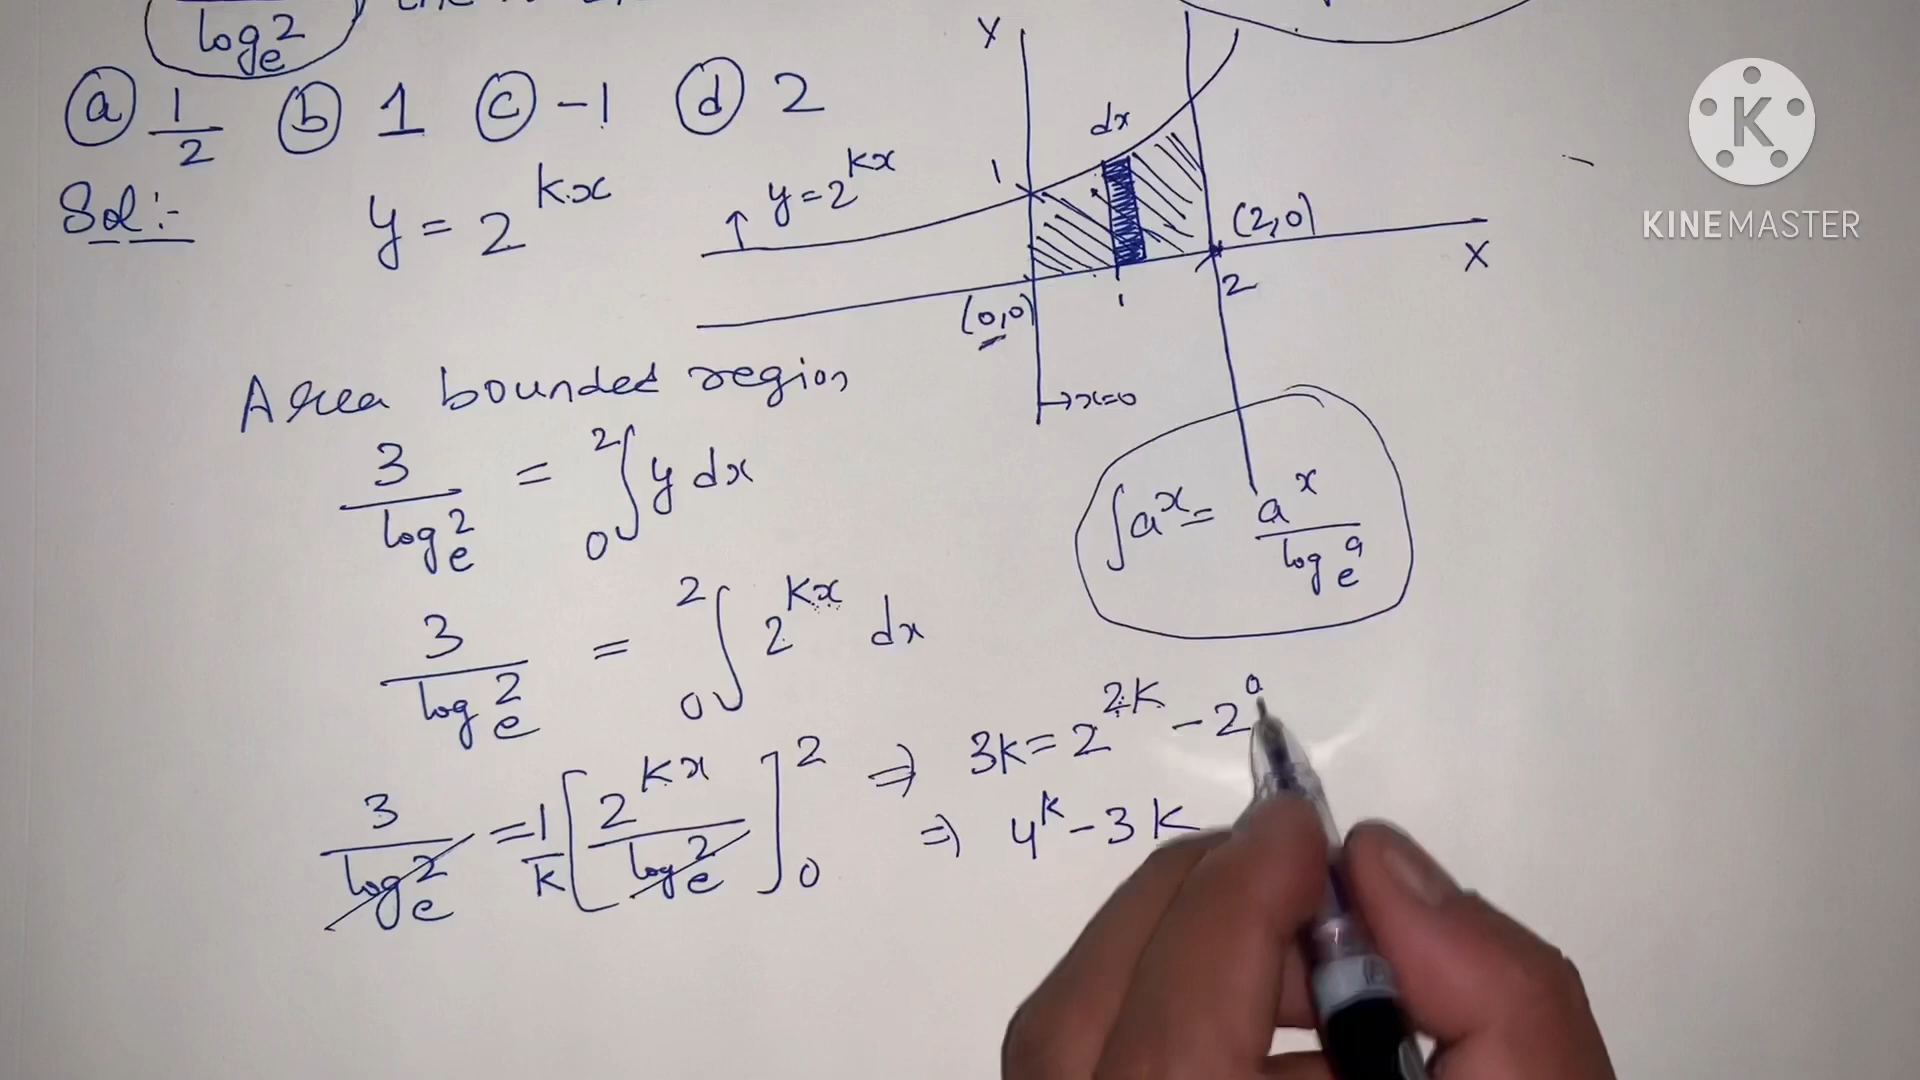 log_e 2
(a) 1/2 (b) 1 (c) -1 (d) 2
Sol :-
y = 2^{kx}
Y
dx
1
y = 2^{kx}
(2,0)
X
2
1
(0,0)
→ x=0
Area bounded region
3/log_e 2 = ∫_0^2 y dx
∫ a^x = a^x/log_e a
3/log_e 2 = ∫_0^2 2^{kx} dx
3/log_e 2 = 1/k [2^{kx}/log_e 2]_0^2 ⇒ 3k = 2^{2k} - 2^0
⇒ 4^k - 3k
K
KINEMASTER